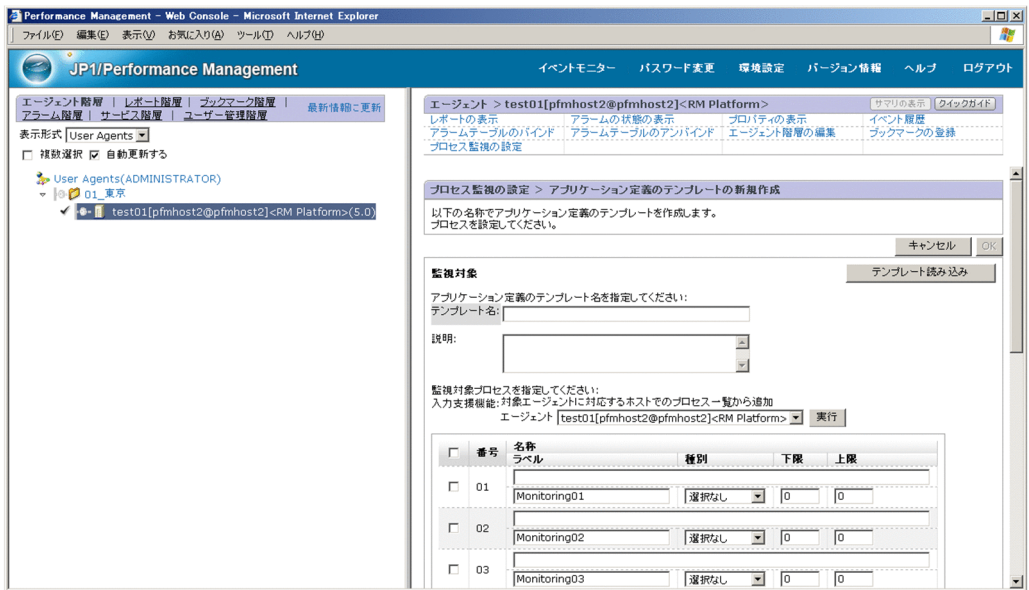 Performance Management - Web Console - Microsoft Internet Explorer
ファイル(F) 編集(E) 表示(V) お気に入り(A) ツール(T) ヘルプ(H)
JP1/Performance Management
イベントモニター パスワード変更 環境設定 バージョン情報 ヘルプ ログアウト
エージェント階層 | レポート階層 | ブックマーク階層 |
アラーム階層 | サービス階層 | ユーザー管理階層
最新情報に更新
表示形式 User Agents
複数選択 自動更新する
User Agents(ADMINISTRATOR)
01_東京
test01[pfmhost2@pfmhost2]<RM Platform>(5.0)
エージェント > test01[pfmhost2@pfmhost2]<RM Platform>
サマリの表示 クイックガイド
レポートの表示 アラームの状態の表示 プロパティの表示 イベント履歴
アラームテーブルのバインド アラームテーブルのアンバインド エージェント階層の編集 ブックマークの登録
プロセス監視の設定
プロセス監視の設定 > アプリケーション定義のテンプレートの新規作成
以下の名称でアプリケーション定義のテンプレートを作成します。
プロセスを設定してください。
キャンセル OK
監視対象
テンプレート読み込み
アプリケーション定義のテンプレート名を指定してください:
テンプレート名:
説明:
監視対象プロセスを指定してください:
入力支援機能: 対象エージェントに対応するホストでのプロセス一覧から追加
エージェント test01[pfmhost2@pfmhost2]<RM Platform> 実行
番号 名称
ラベル 種別 下限 上限
01
Monitoring01 選択なし 0 0
02
Monitoring02 選択なし 0 0
03
Monitoring03 選択なし 0 0